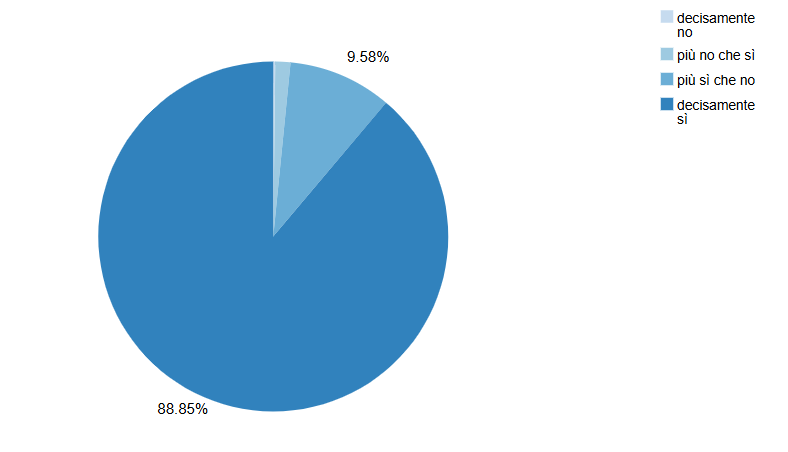 9.58%
88.85%
decisamente
no
più no che sì
più sì che no
decisamente
sì